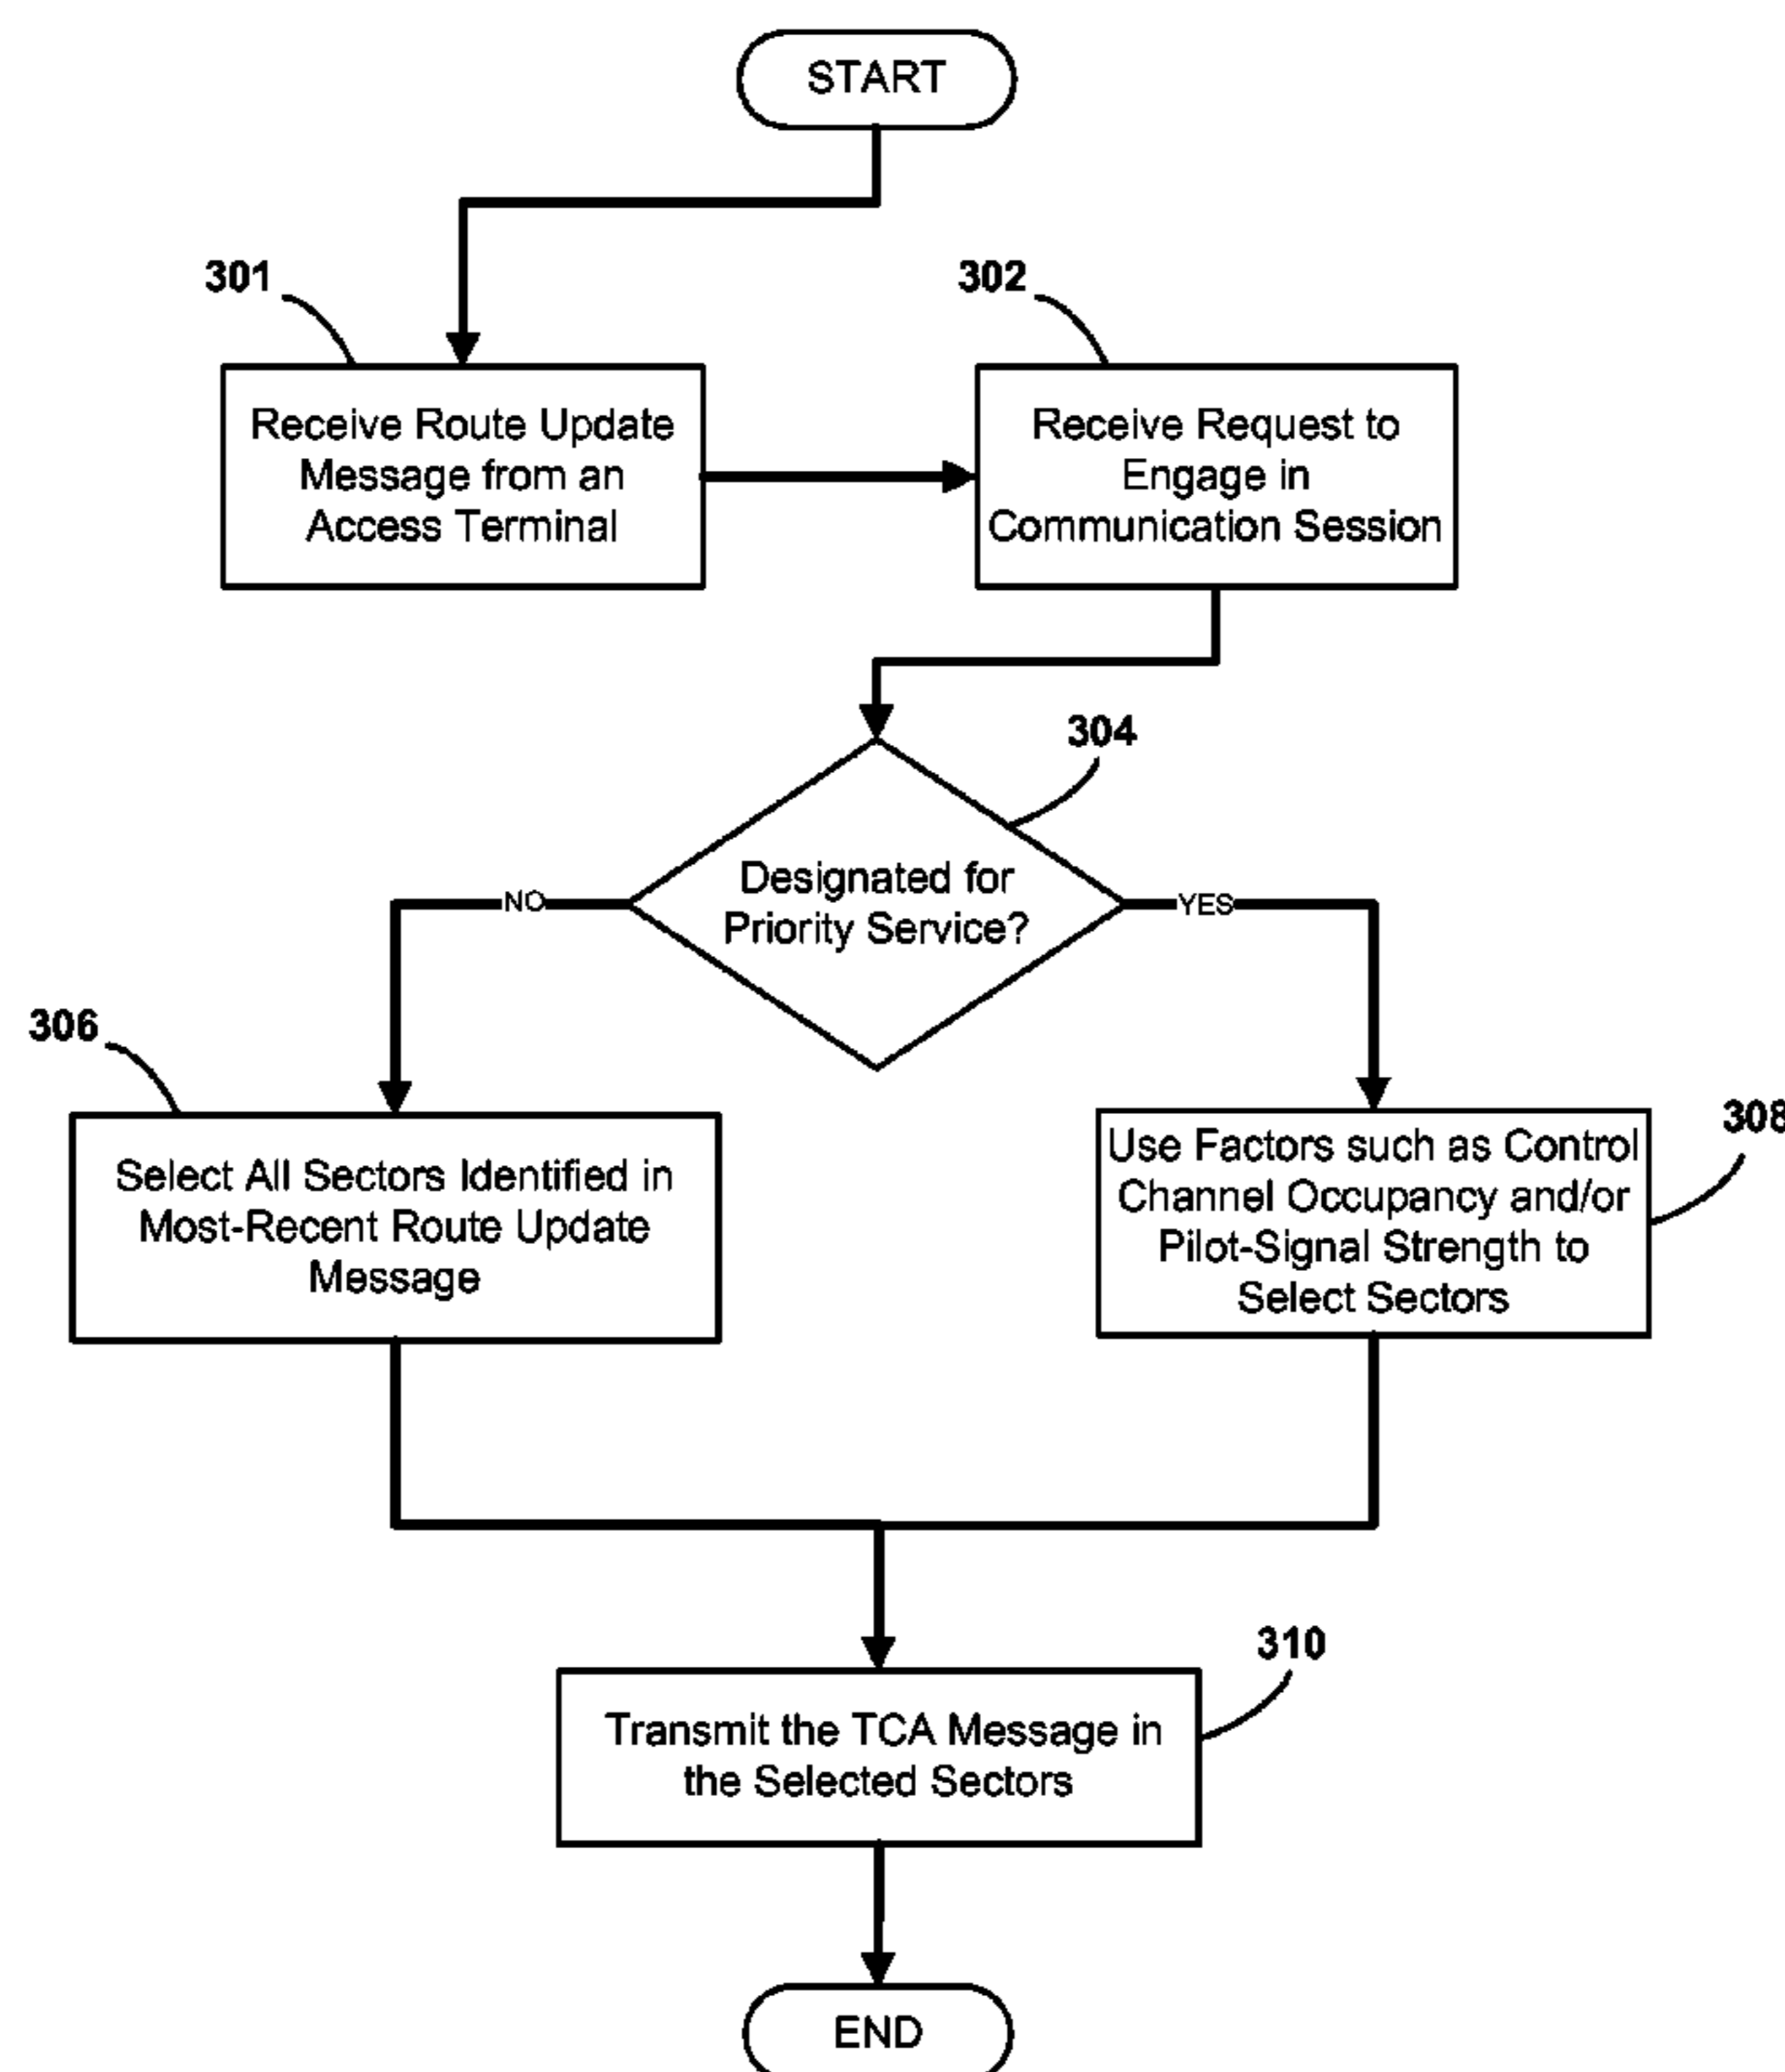 START
301
302
Receive Route Update
Message from an
Access Terminal
Receive Request to
Engage in
Communication Session
304
Designated for
Priority Service?
NO
YES
306
308
Select All Sectors Identified in
Most-Recent Route Update
Message
Use Factors such as Control
Channel Occupancy and/or
Pilot-Signal Strength to
Select Sectors
310
Transmit the TCA Message in
the Selected Sectors
END